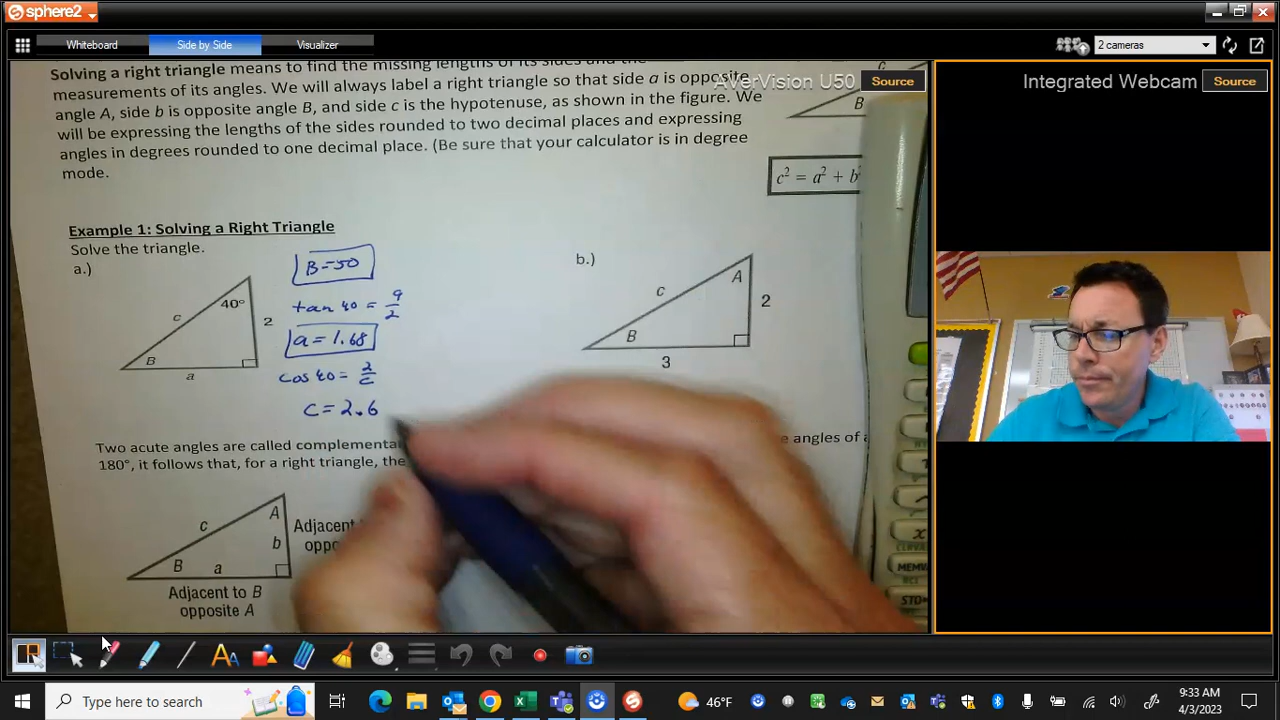 sphere2
Whiteboard
Side by Side
Visualizer
2 cameras
Solving a right triangle means to find the missing lengths of its sides and the
measurements of its angles. We will always label a right triangle so that side a is opposite
angle A, side b is opposite angle B, and side c is the hypotenuse, as shown in the figure. We
will be expressing the lengths of the sides rounded to two decimal places and expressing
angles in degrees rounded to one decimal place. (Be sure that your calculator is in degree
mode.
AVerVision U50
Source
Integrated Webcam
Source
c
B
c² = a² + b²
Example 1: Solving a Right Triangle
Solve the triangle.
a.)
40°
c
2
B
a
B=50
tan 40 = a/2
a = 1.68
cos 40 = 2/c
c = 2.6
b.)
A
c
2
B
3
Two acute angles are called
180°, it follows that, for a right triangle, the
e angles of a
A
c
b
B
a
Adjacent
opp
Adjacent to B
opposite A
x
MEMV
STO
Type here to search
46°F
9:33 AM
4/3/2023